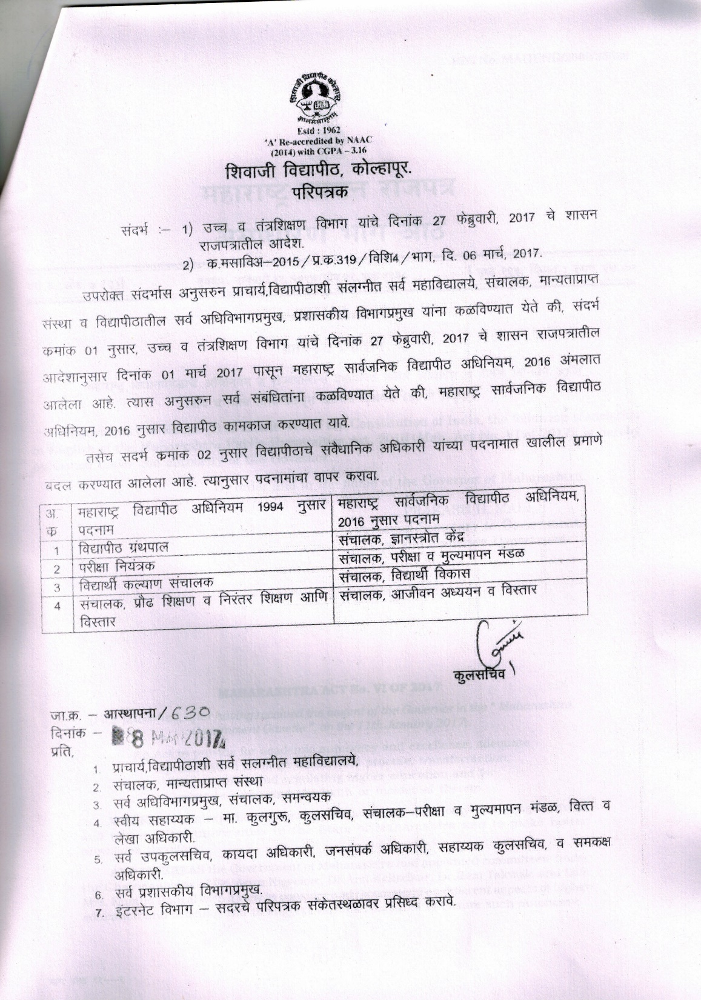 शिवाजी विद्यापीठ कोल्हापूर
ज्ञानमेवामृतम्
Estd : 1962
'A' Re-accredited by NAAC
(2014) with CGPA – 3.16
शिवाजी विद्यापीठ, कोल्हापूर.
परिपत्रक
संदर्भ :– 1) उच्च व तंत्रशिक्षण विभाग यांचे दिनांक 27 फेब्रुवारी, 2017 चे शासन
राजपत्रातील आदेश.
2) क.मसाविअ–2015/प्र.क.319/विशि4/भाग, दि. 06 मार्च, 2017.
उपरोक्त संदर्भास अनुसरुन प्राचार्य,विद्यापीठाशी संलग्नीत सर्व महाविद्यालये, संचालक, मान्यताप्राप्त
संस्था व विद्यापीठातील सर्व अधिविभागप्रमुख, प्रशासकीय विभागप्रमुख यांना कळविण्यात येते की, संदर्भ
कमांक 01 नुसार, उच्च व तंत्रशिक्षण विभाग यांचे दिनांक 27 फेब्रुवारी, 2017 चे शासन राजपत्रातील
आदेशानुसार दिनांक 01 मार्च 2017 पासून महाराष्ट्र सार्वजनिक विद्यापीठ अधिनियम, 2016 अंमलात
आलेला आहे. त्यास अनुसरुन सर्व संबंधितांना कळविण्यात येते की, महाराष्ट्र सार्वजनिक विद्यापीठ
अधिनियम, 2016 नुसार विद्यापीठ कामकाज करण्यात यावे.
तसेच सदर्भ कमांक 02 नुसार विद्यापीठाचे संवैधानिक अधिकारी यांच्या पदनामात खालील प्रमाणे
बदल करण्यात आलेला आहे. त्यानुसार पदनामांचा वापर करावा.
अ. महाराष्ट्र विद्यापीठ अधिनियम 1994 नुसार महाराष्ट्र सार्वजनिक विद्यापीठ अधिनियम,
क पदनाम 2016 नुसार पदनाम
1 विद्यापीठ ग्रंथपाल संचालक, ज्ञानस्त्रोत केंद्र
2 परीक्षा नियंत्रक संचालक, परीक्षा व मुल्यमापन मंडळ
3 विद्यार्थी कल्याण संचालक संचालक, विद्यार्थी विकास
4 संचालक, प्रौढ शिक्षण व निरंतर शिक्षण आणि संचालक, आजीवन अध्ययन व विस्तार
विस्तार
कुलसचिव
जा.क्र. – आस्थापना/630
दिनांक – 8 MAR 2017
प्रति,
1. प्राचार्य,विद्यापीठाशी सर्व सलग्नीत महाविद्यालये,
2. संचालक, मान्यताप्राप्त संस्था
3. सर्व अधिविभागप्रमुख, संचालक, समन्वयक
4. स्वीय सहाय्यक – मा. कुलगुरू, कुलसचिव, संचालक–परीक्षा व मुल्यमापन मंडळ, वित्त व
लेखा अधिकारी.
5. सर्व उपकुलसचिव, कायदा अधिकारी, जनसंपर्क अधिकारी, सहाय्यक कुलसचिव, व समकक्ष
अधिकारी.
6. सर्व प्रशासकीय विभागप्रमुख.
7. इंटरनेट विभाग – सदरचे परिपत्रक संकेतस्थळावर प्रसिध्द करावे.